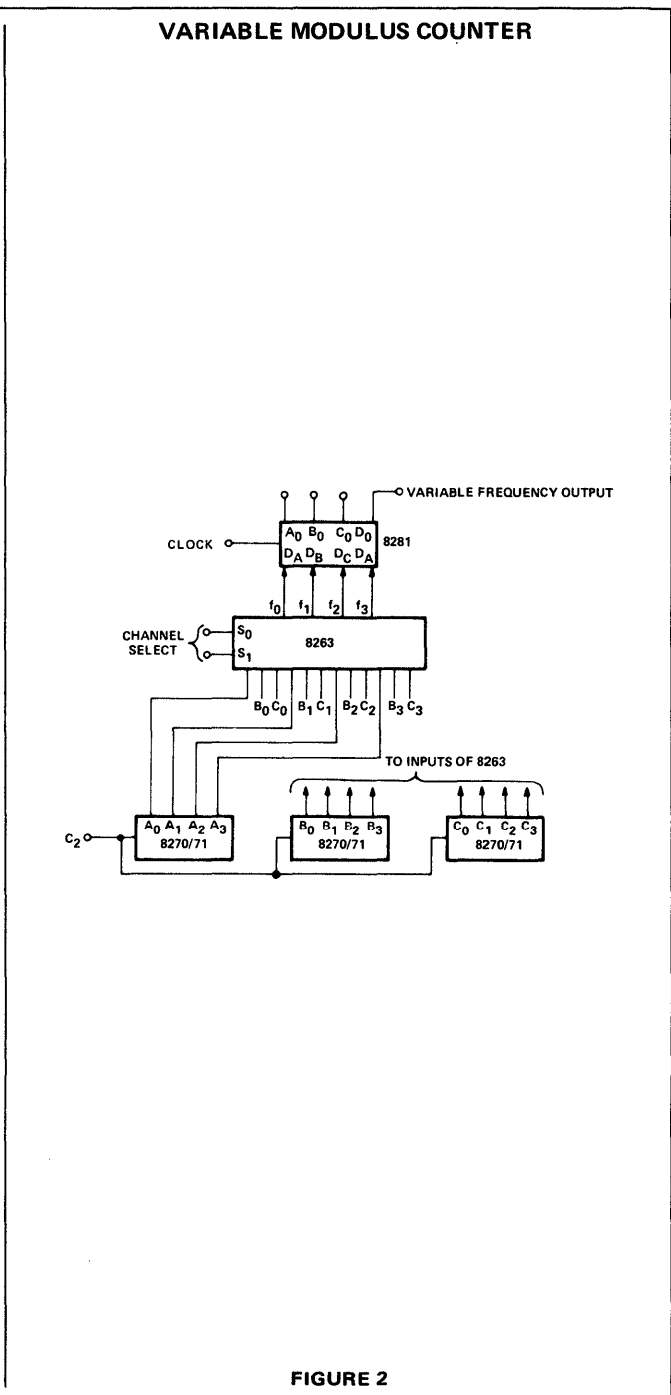 VARIABLE MODULUS COUNTER
VARIABLE FREQUENCY OUTPUT
A0 B0 C0 D0
CLOCK
8281
DA DB DC DA
f0 f1 f2 f3
CHANNEL
SELECT
S0
S1
8263
B0 C0 B1 C1 B2 C2 B3 C3
TO INPUTS OF 8263
C2
A0 A1 A2 A3
8270/71
B0 B1 B2 B3
8270/71
C0 C1 C2 C3
8270/71
FIGURE 2